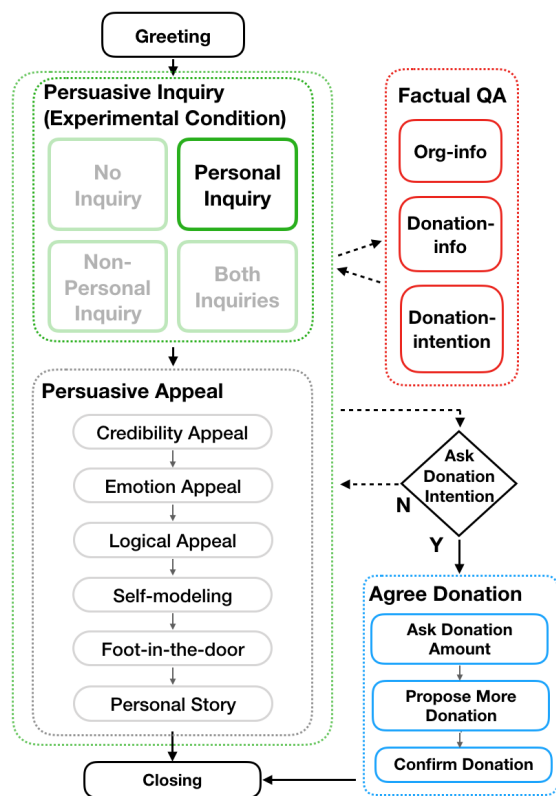 Greeting
Persuasive Inquiry
(Experimental Condition)
No
Inquiry
Personal
Inquiry
Non-
Personal
Inquiry
Both
Inquiries
Factual QA
Org-info
Donation-
info
Donation-
intention
Persuasive Appeal
Credibility Appeal
Emotion Appeal
Logical Appeal
Self-modeling
Foot-in-the-door
Personal Story
Ask
Donation
Intention
N
Y
Agree Donation
Ask Donation
Amount
Propose More
Donation
Confirm Donation
Closing